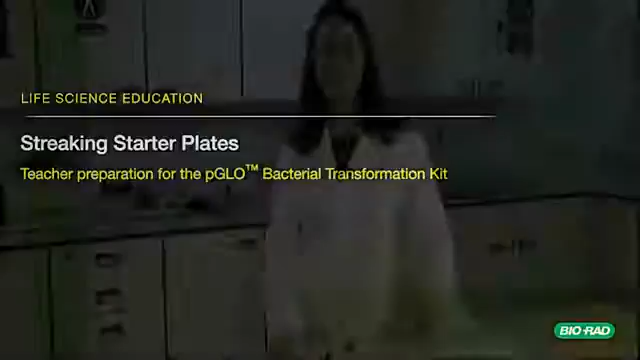 LIFE SCIENCE EDUCATION
Streaking Starter Plates
Teacher preparation for the pGLO™ Bacterial Transformation Kit
BIO-RAD